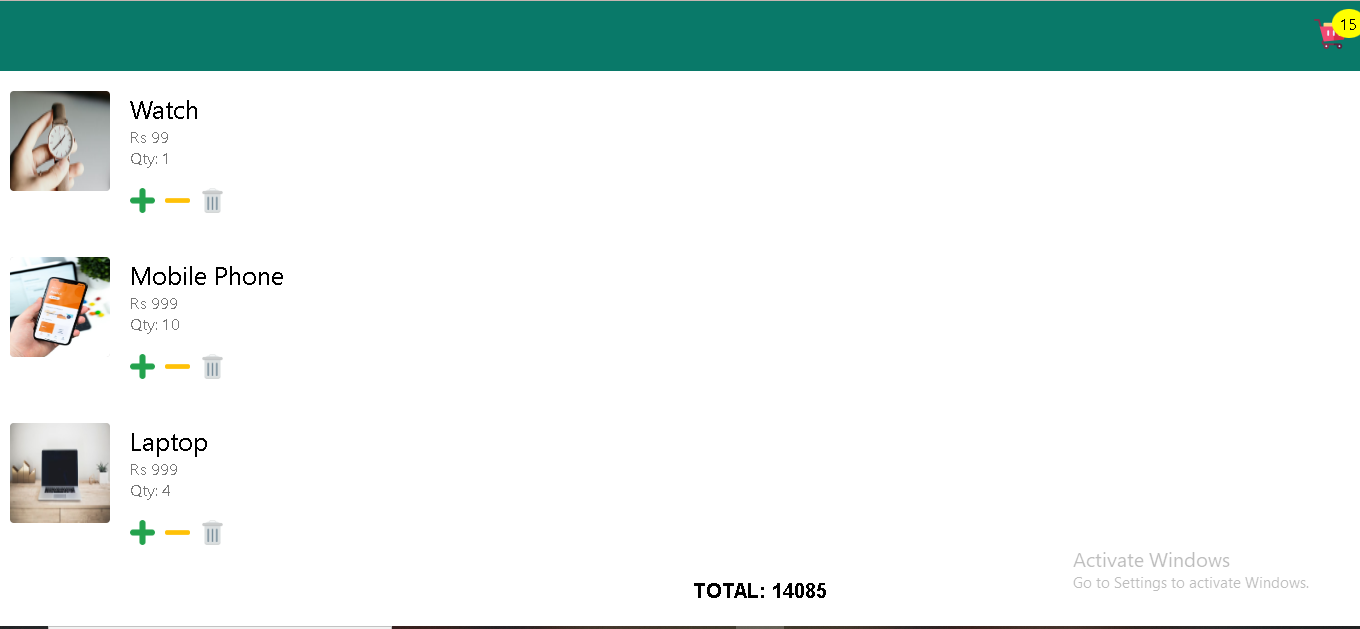 15
Watch
Rs 99
Qty: 1
Mobile Phone
Rs 999
Qty: 10
Laptop
Rs 999
Qty: 4
Activate Windows
Go to Settings to activate Windows.
TOTAL: 14085